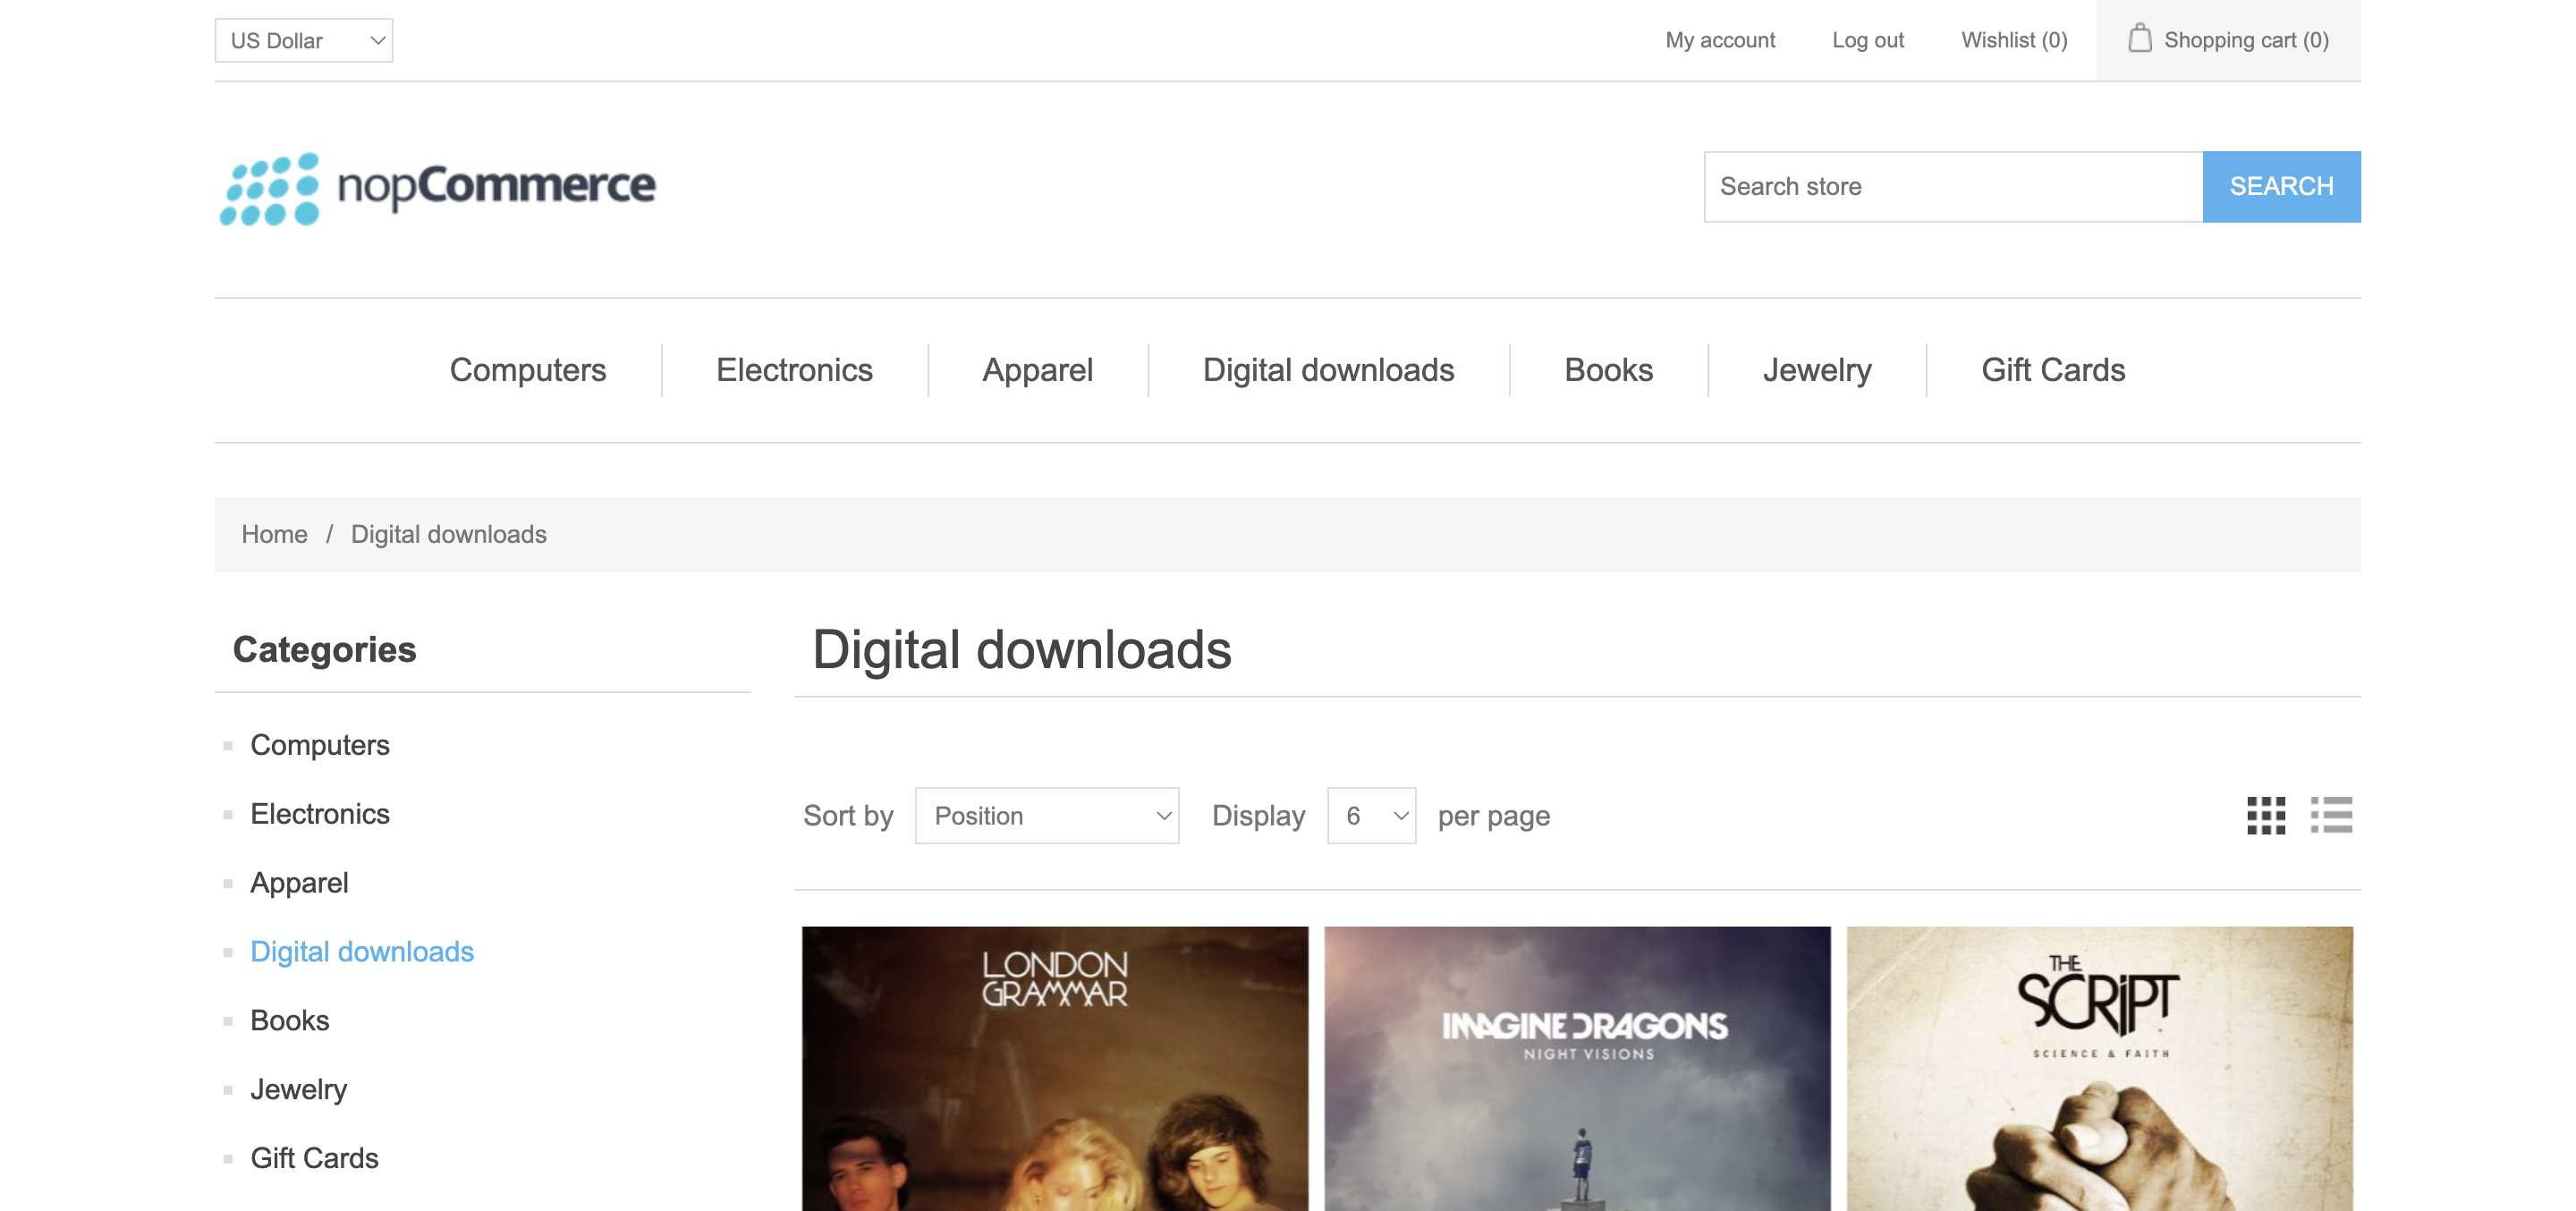 US Dollar
My account
Log out
Wishlist (0)
Shopping cart (0)
nopCommerce
Search store
SEARCH
Computers
Electronics
Apparel
Digital downloads
Books
Jewelry
Gift Cards
Home / Digital downloads
Categories
Computers
Electronics
Apparel
Digital downloads
Books
Jewelry
Gift Cards
Digital downloads
Sort by Position Display 6 per page
LONDON
GRAMMAR
IMAGINE DRAGONS
NIGHT VISIONS
THE
SCRIPT
SCIENCE & FAITH